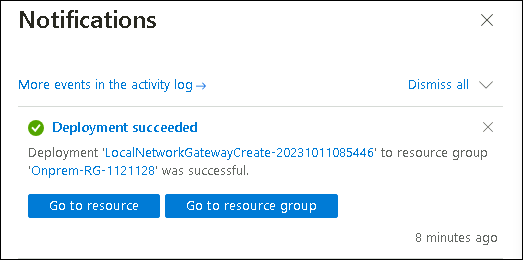 Notifications
More events in the activity log →
Dismiss all
Deployment succeeded
Deployment 'LocalNetworkGatewayCreate-20231011085446' to resource group
'Onprem-RG-1121128' was successful.
Go to resource
Go to resource group
8 minutes ago